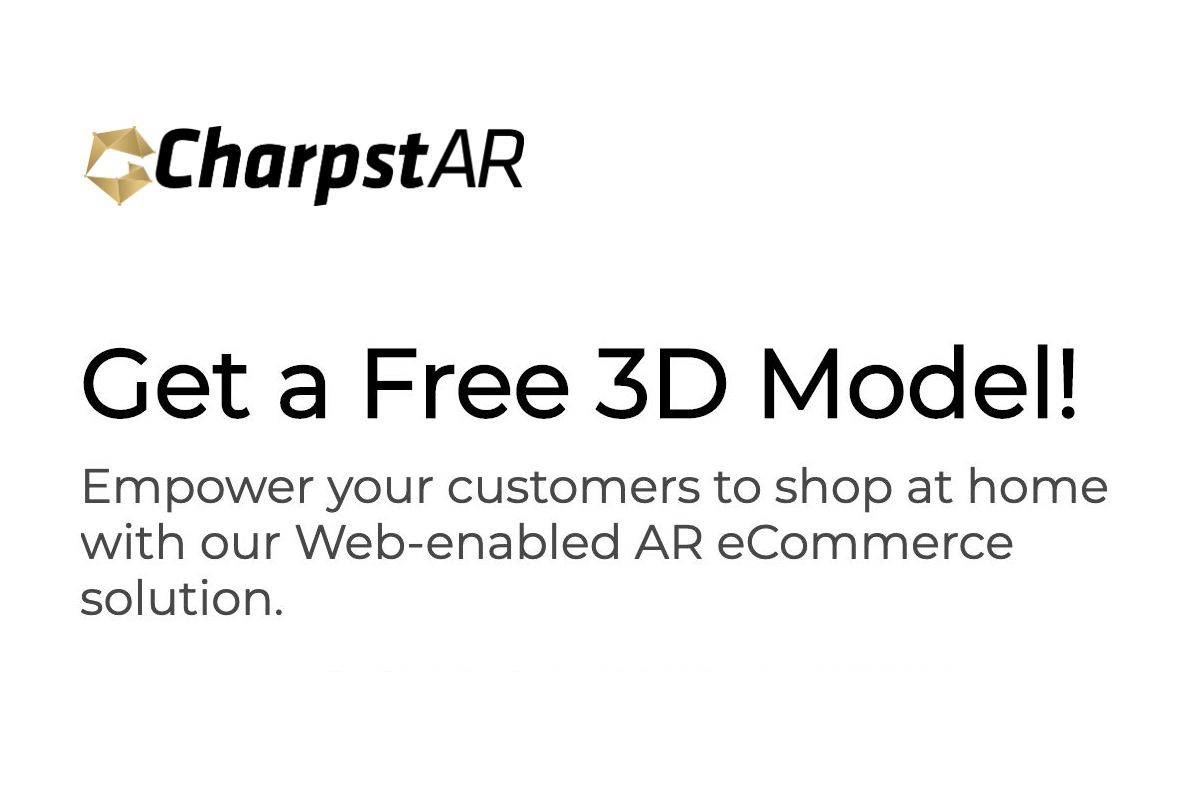 CharpstAR
Get a Free 3D Model!
Empower your customers to shop at home
with our Web-enabled AR eCommerce
solution.